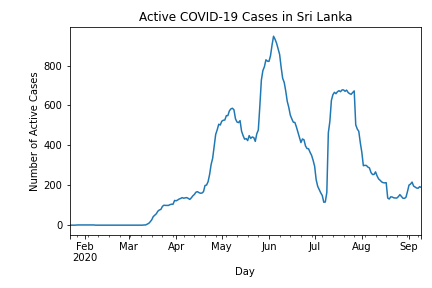 Active COVID-19 Cases in Sri Lanka
Number of Active Cases
800
600
400
200
0
Feb Mar Apr May Jun Jul Aug Sep
2020
Day